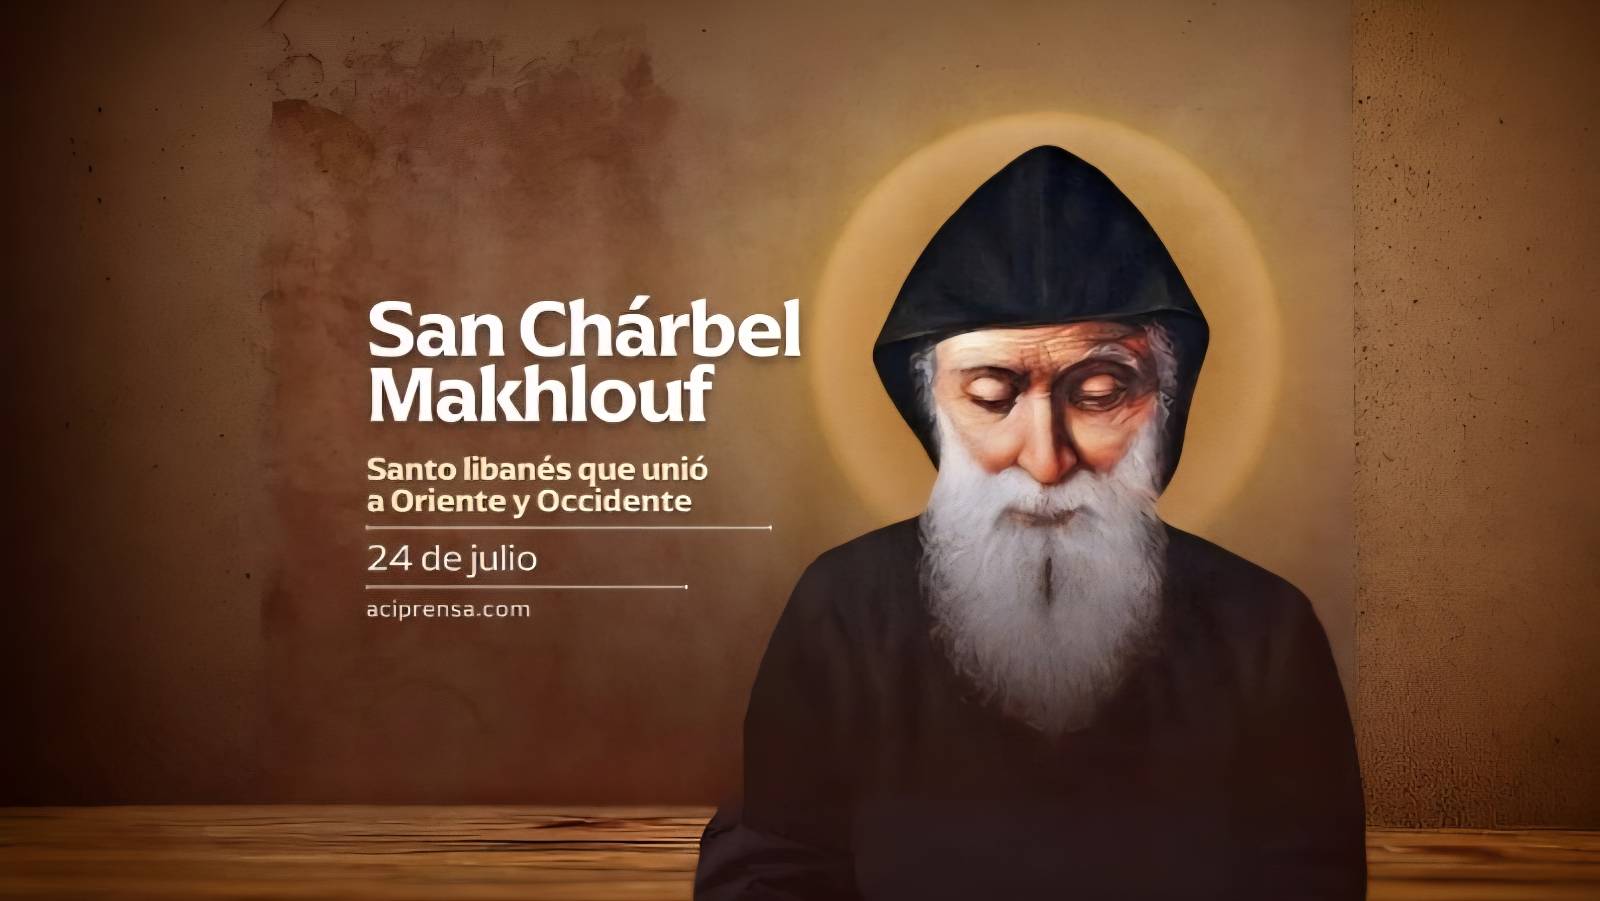 San Chárbel
Makhlouf
Santo libanés que unió
a Oriente y Occidente
24 de julio
aciprensa.com